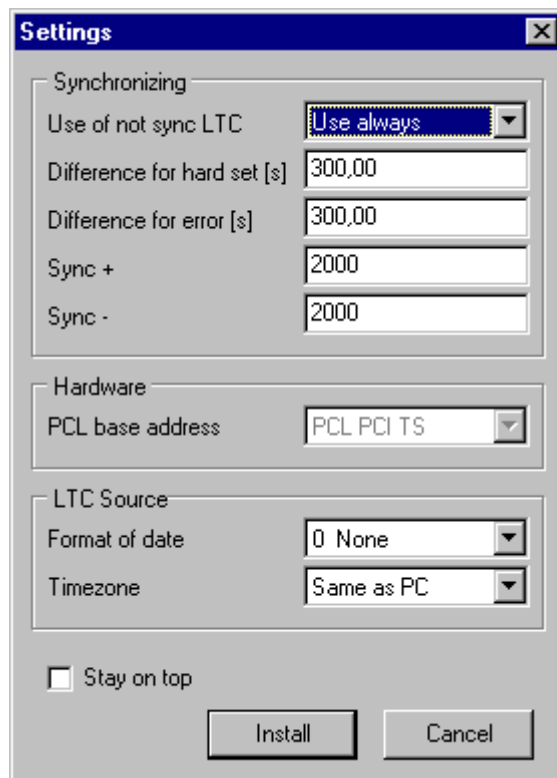 Settings
Synchronizing
Use of not sync LTC Use always
Difference for hard set [s] 300,00
Difference for error [s] 300,00
Sync + 2000
Sync - 2000
Hardware
PCL base address PCL PCI TS
LTC Source
Format of date 0 None
Timezone Same as PC
Stay on top
Install Cancel